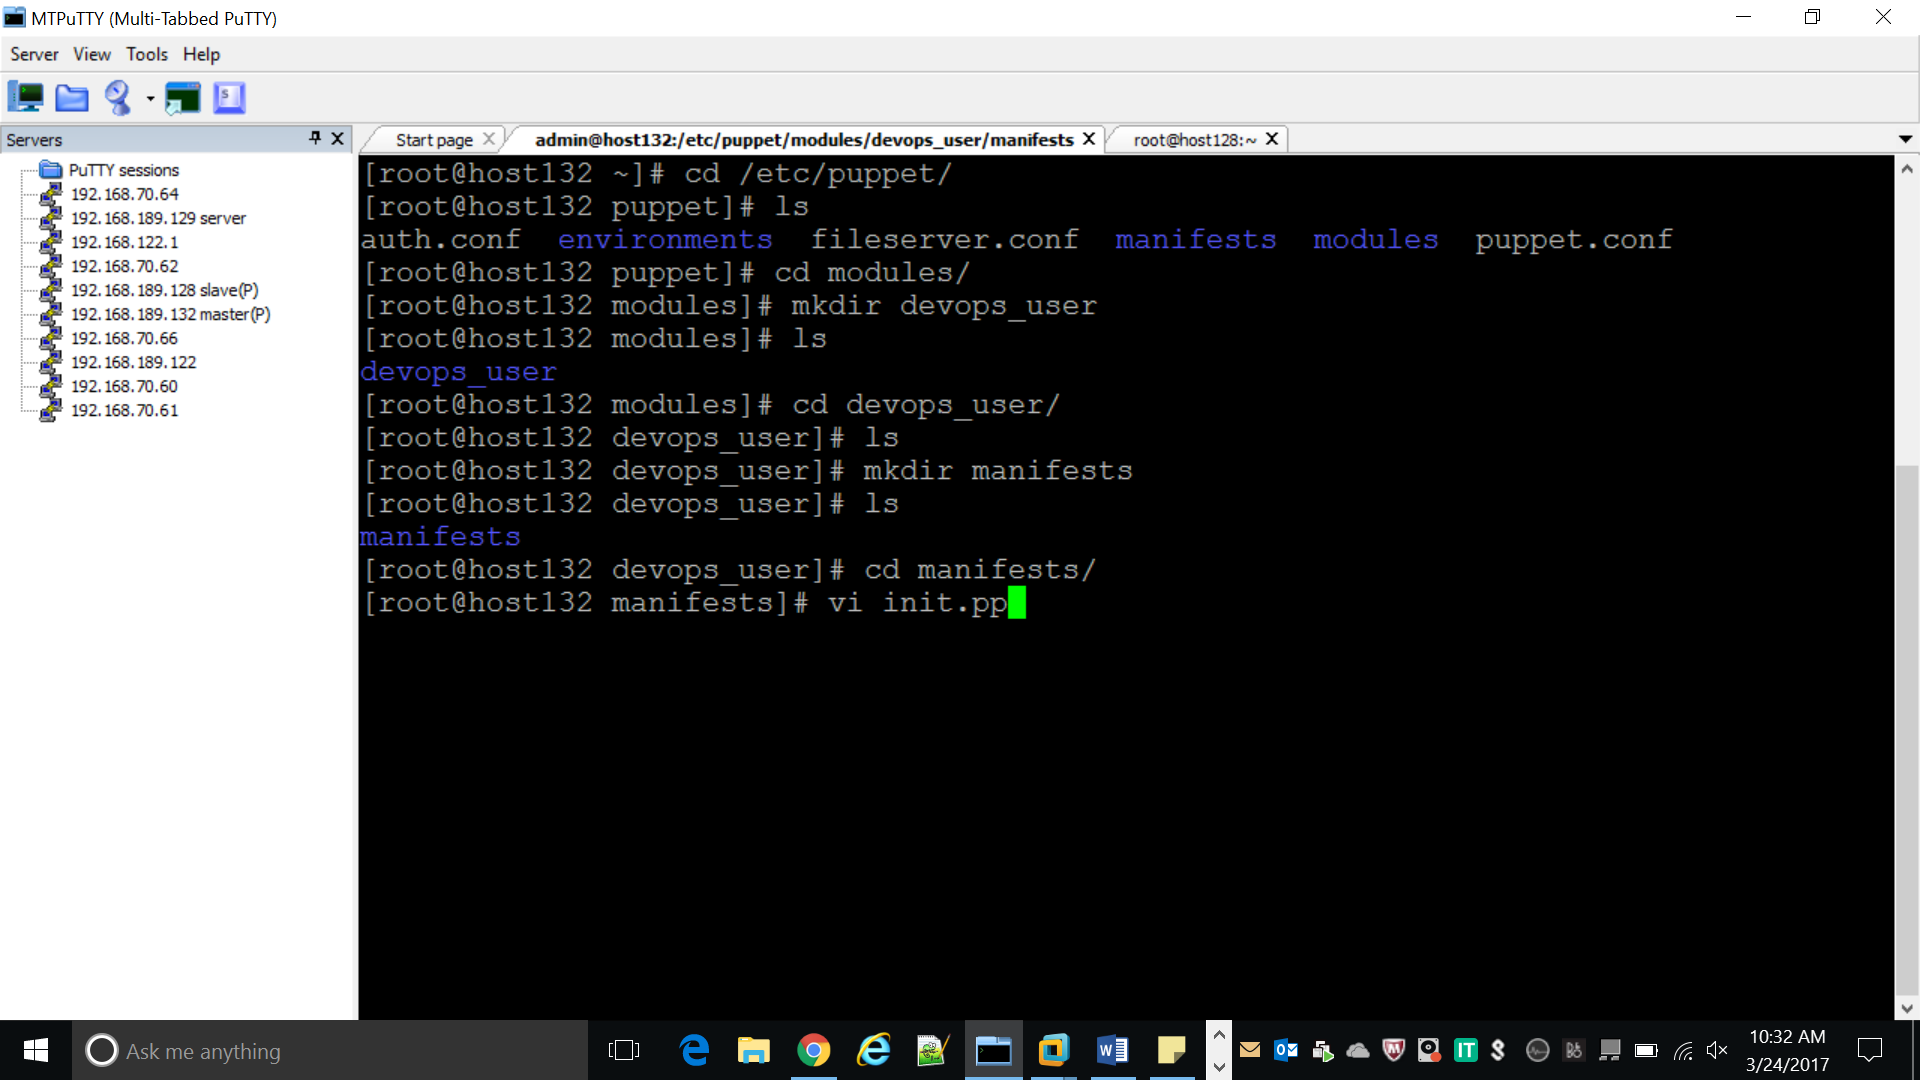 MTPuTTY (Multi-Tabbed PuTTY)
Server View Tools Help
Servers
PuTTY sessions
192.168.70.64
192.168.189.129 server
192.168.122.1
192.168.70.62
192.168.189.128 slave(P)
192.168.189.132 master(P)
192.168.70.66
192.168.189.122
192.168.70.60
192.168.70.61
Start page admin@host132:/etc/puppet/modules/devops_user/manifests root@host128:~
[root@host132 ~]# cd /etc/puppet/
[root@host132 puppet]# ls
auth.conf environments fileserver.conf manifests modules puppet.conf
[root@host132 puppet]# cd modules/
[root@host132 modules]# mkdir devops_user
[root@host132 modules]# ls
devops_user
[root@host132 modules]# cd devops_user/
[root@host132 devops_user]# ls
[root@host132 devops_user]# mkdir manifests
[root@host132 devops_user]# ls
manifests
[root@host132 devops_user]# cd manifests/
[root@host132 manifests]# vi init.pp
Ask me anything
IT
10:32 AM
3/24/2017